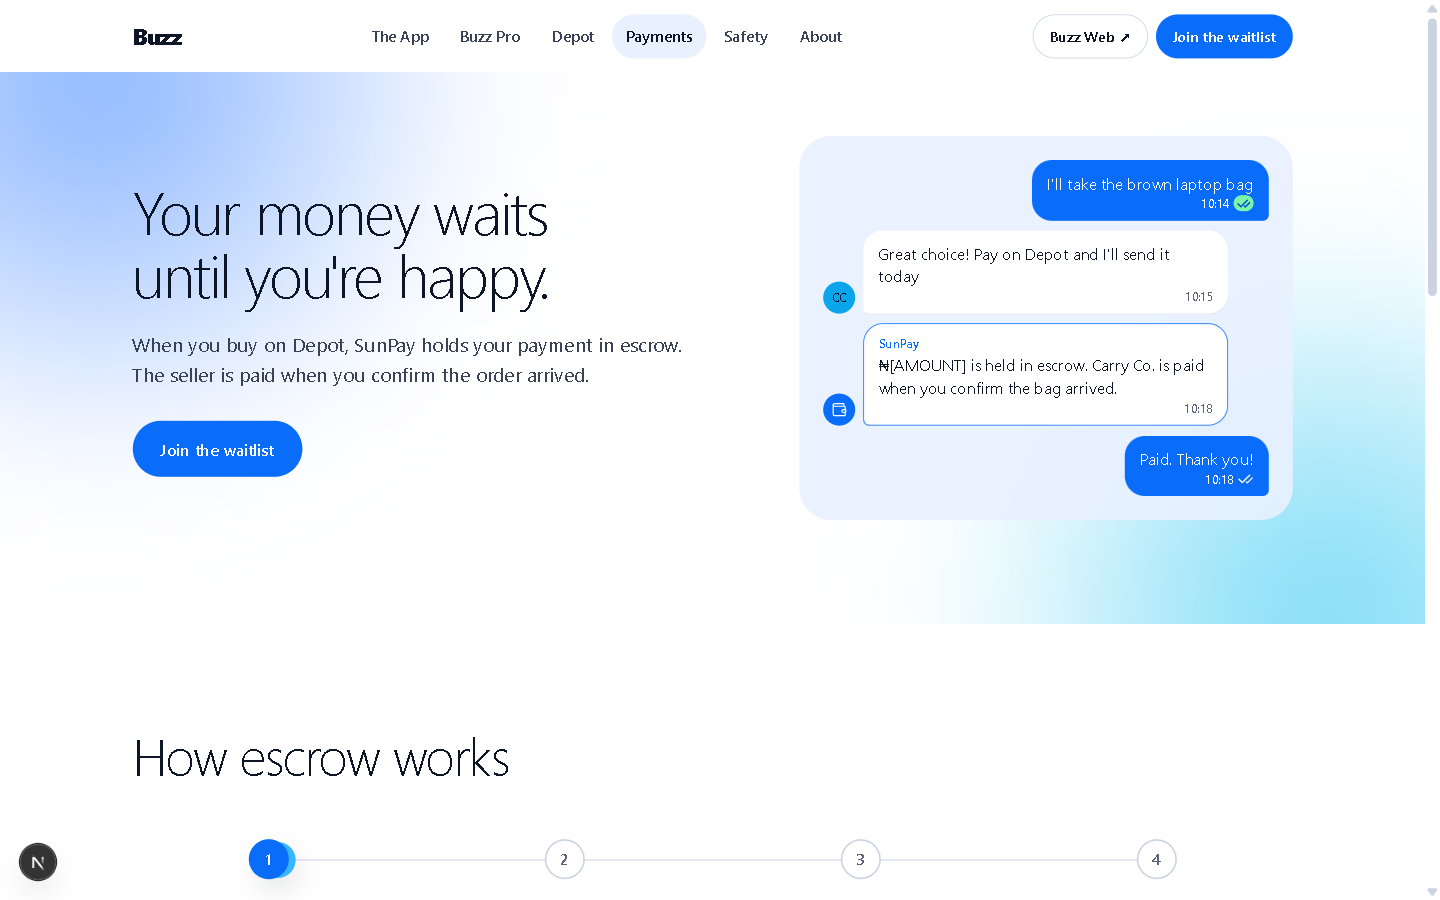 Buzz
The App
Buzz Pro
Depot
Payments
Safety
About
Buzz Web ↗
Join the waitlist
Your money waits
until you're happy.
When you buy on Depot, SunPay holds your payment in escrow.
The seller is paid when you confirm the order arrived.
Join the waitlist
I'll take the brown laptop bag
10:14
Great choice! Pay on Depot and I'll send it
today
10:15
CC
SunPay
₦[AMOUNT] is held in escrow. Carry Co. is paid
when you confirm the bag arrived.
10:18
Paid. Thank you!
10:18
How escrow works
1
2
3
4
N